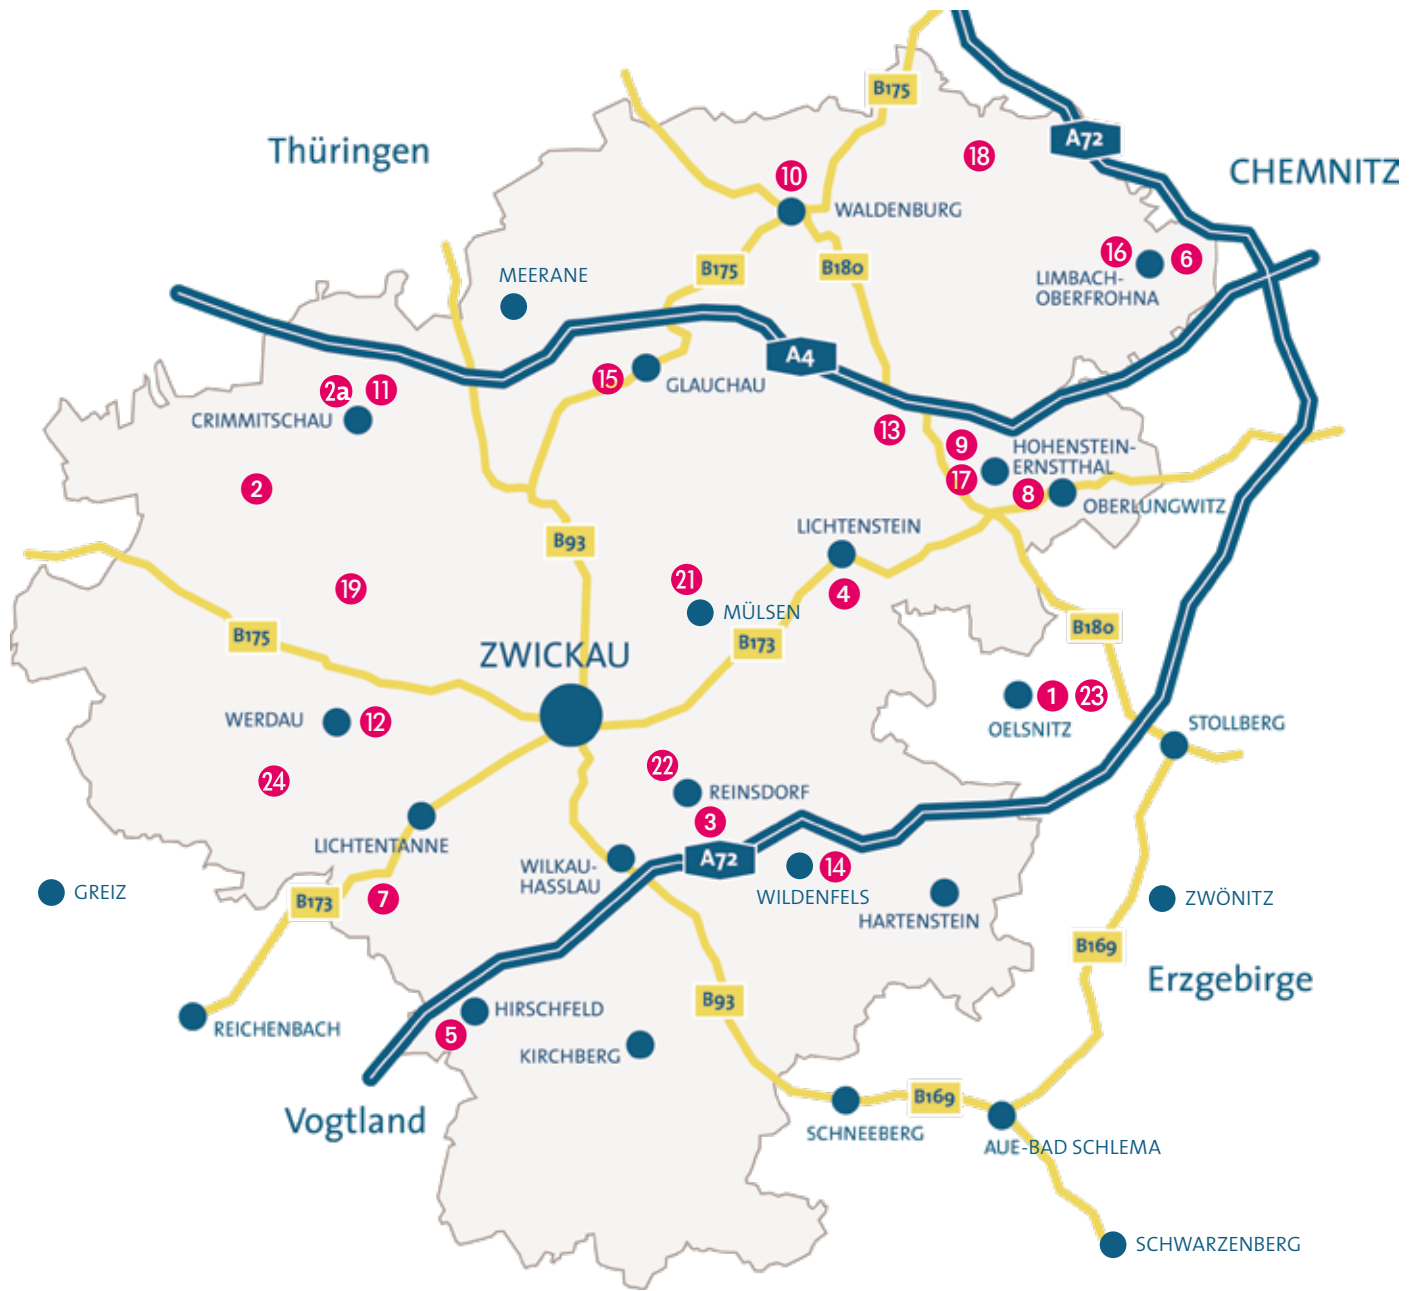 B175
A72
Thüringen
18
CHEMNITZ
10
WALDENBURG
16
6
B175
B180
MEERANE
LIMBACH-
OBERFROHNA
A4
15
GLAUCHAU
2a
11
CRIMMITSCHAU
13
9
HOHENSTEIN-
ERNSTTHAL
17
8
OBERLUNGWITZ
2
LICHTENSTEIN
B93
19
21
4
MÜLSEN
B175
B173
B180
ZWICKAU
1
23
OELSNITZ
WERDAU
12
STOLLBERG
24
22
REINSDORF
3
LICHTENTANNE
A72
WILKAU-
HASSLAU
14
WILDENFELS
GREIZ
B173
7
HARTENSTEIN
ZWÖNITZ
B169
Erzgebirge
B93
REICHENBACH
HIRSCHFELD
5
KIRCHBERG
Vogtland
B169
SCHNEEBERG
AUE-BAD SCHLEMA
SCHWARZENBERG